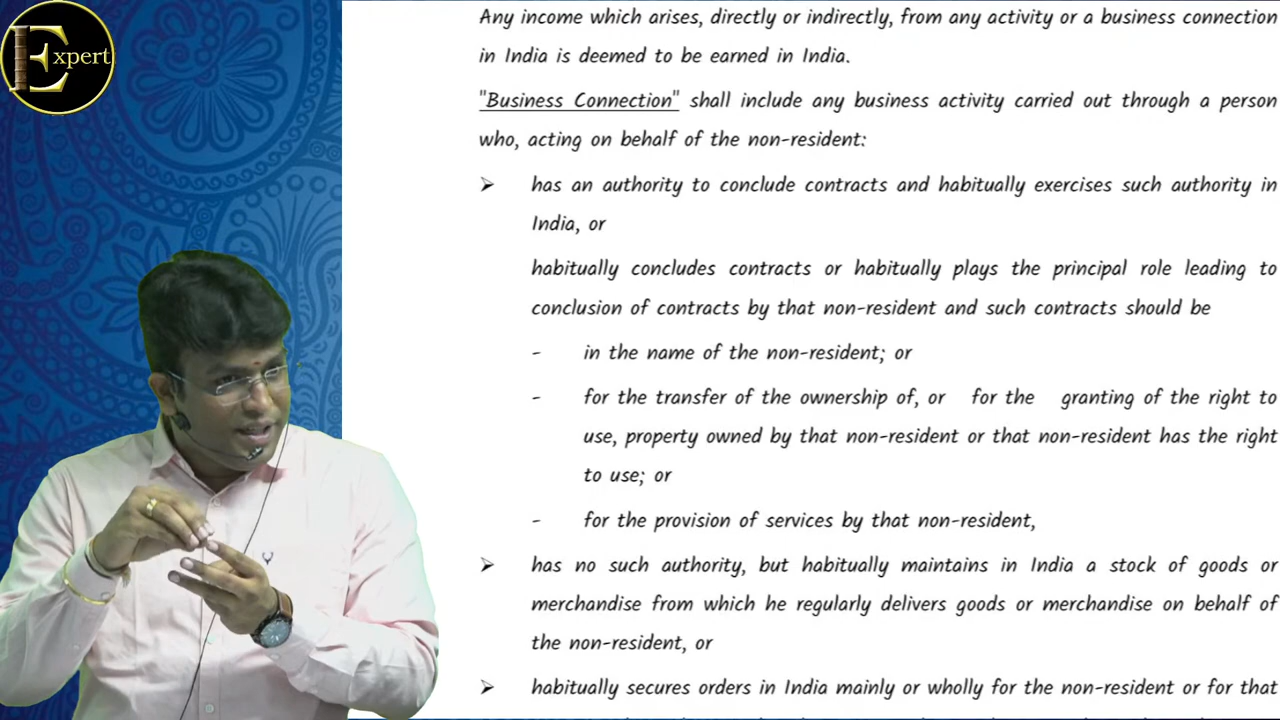 Expert
Any income which arises, directly or indirectly, from any activity or a business connection
in India is deemed to be earned in India.
"Business Connection" shall include any business activity carried out through a person
who, acting on behalf of the non-resident:
➢ has an authority to conclude contracts and habitually exercises such authority in
India, or
habitually concludes contracts or habitually plays the principal role leading to
conclusion of contracts by that non-resident and such contracts should be
- in the name of the non-resident; or
- for the transfer of the ownership of, or for the granting of the right to
use, property owned by that non-resident or that non-resident has the right
to use; or
- for the provision of services by that non-resident,
➢ has no such authority, but habitually maintains in India a stock of goods or
merchandise from which he regularly delivers goods or merchandise on behalf of
the non-resident, or
➢ habitually secures orders in India mainly or wholly for the non-resident or for that